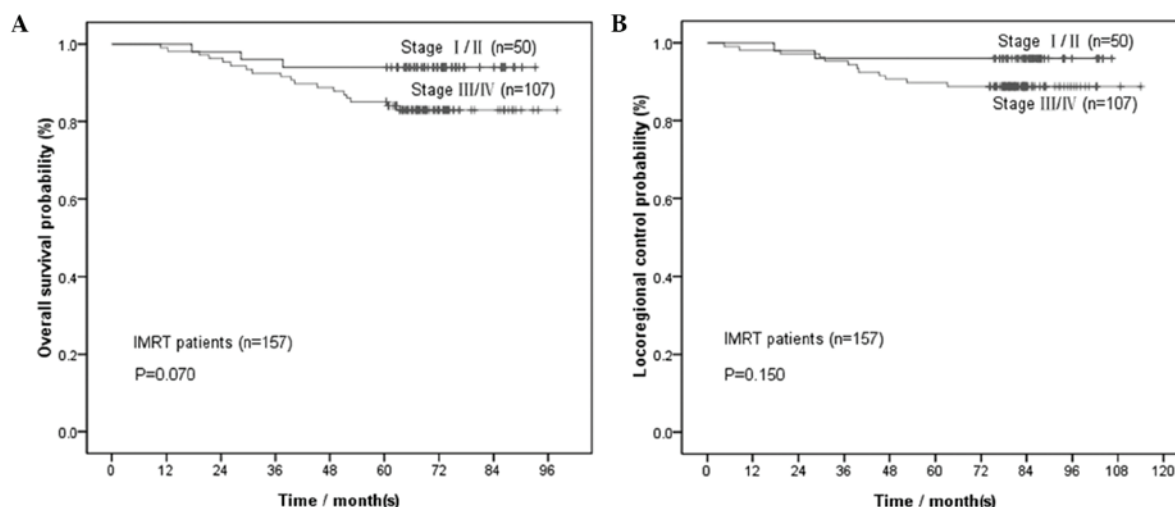 A
Overall survival probability (%)
1.0
0.8
0.6
0.4
0.2
0.0
Stage Ⅰ/Ⅱ (n=50)
Stage Ⅲ/Ⅳ (n=107)
IMRT patients (n=157)
P=0.070
0 12 24 36 48 60 72 84 96
Time / month(s)
B
Locoregional control probability (%)
1.0
0.8
0.6
0.4
0.2
0.0
Stage Ⅰ/Ⅱ (n=50)
Stage Ⅲ/Ⅳ (n=107)
IMRT patients (n=157)
P=0.150
0 12 24 36 48 60 72 84 96 108 120
Time / month(s)